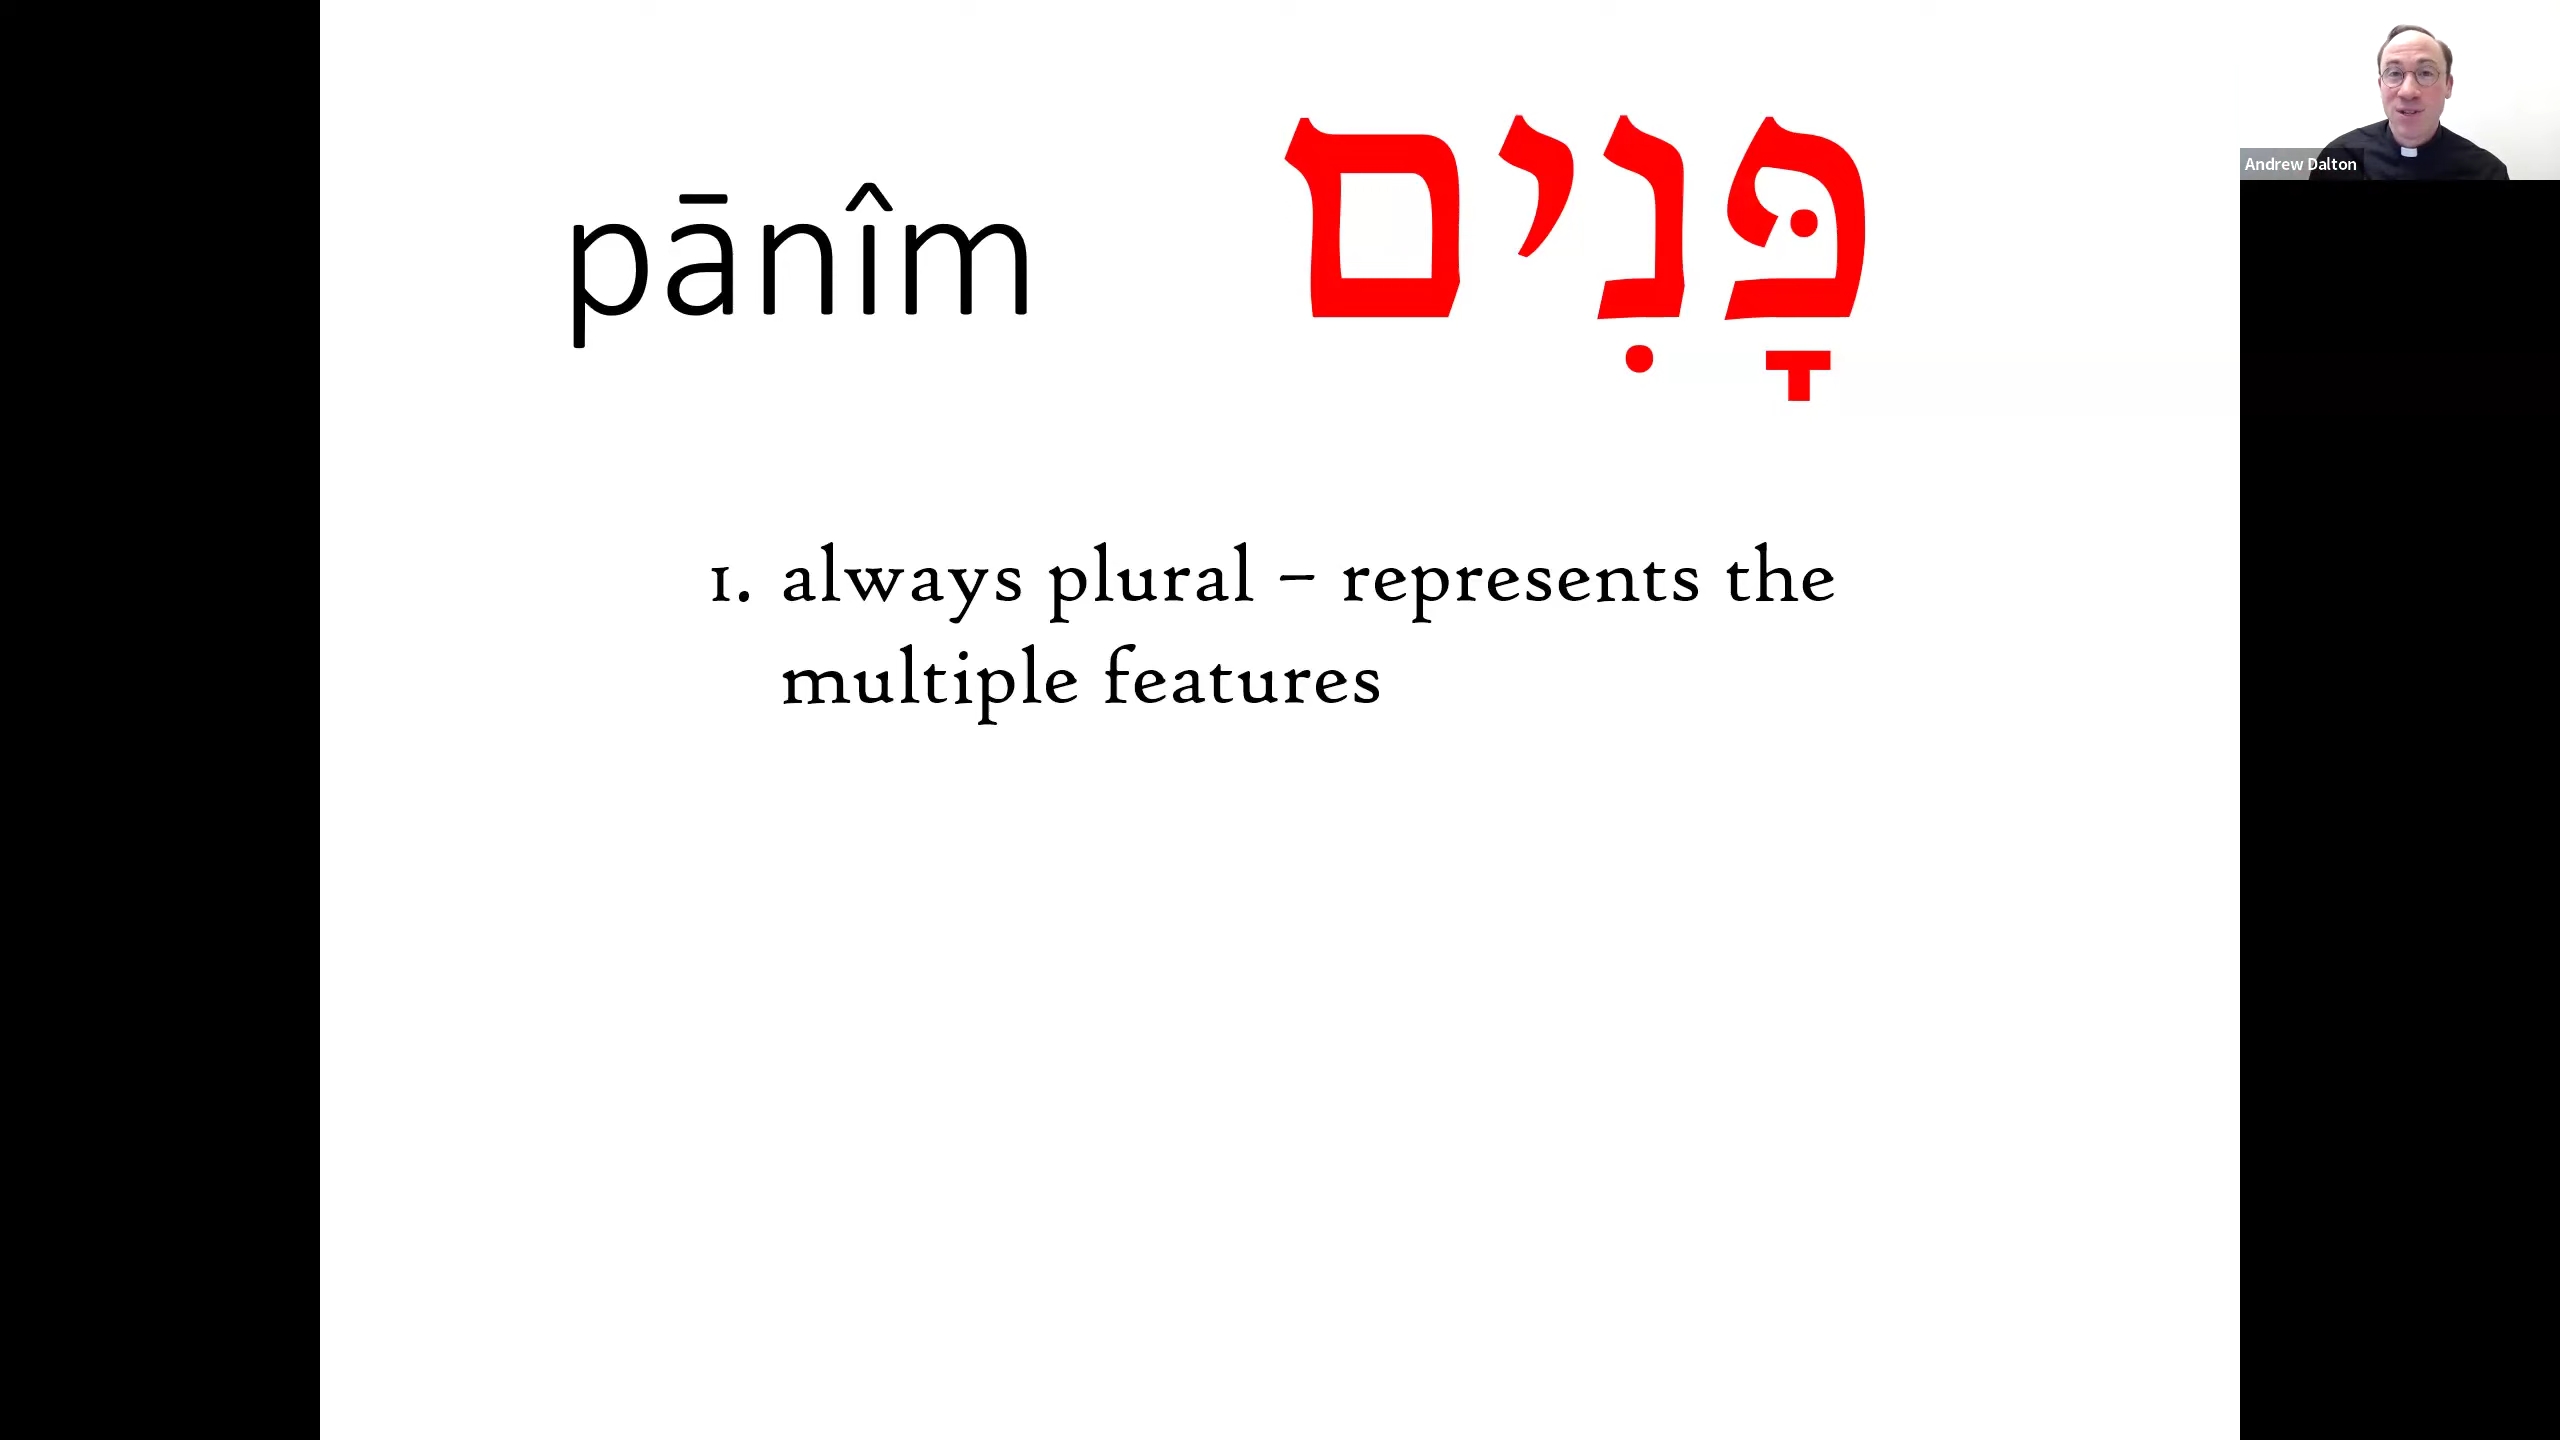 pānîm פָּנִים
1. always plural – represents the
multiple features
Andrew Dalton